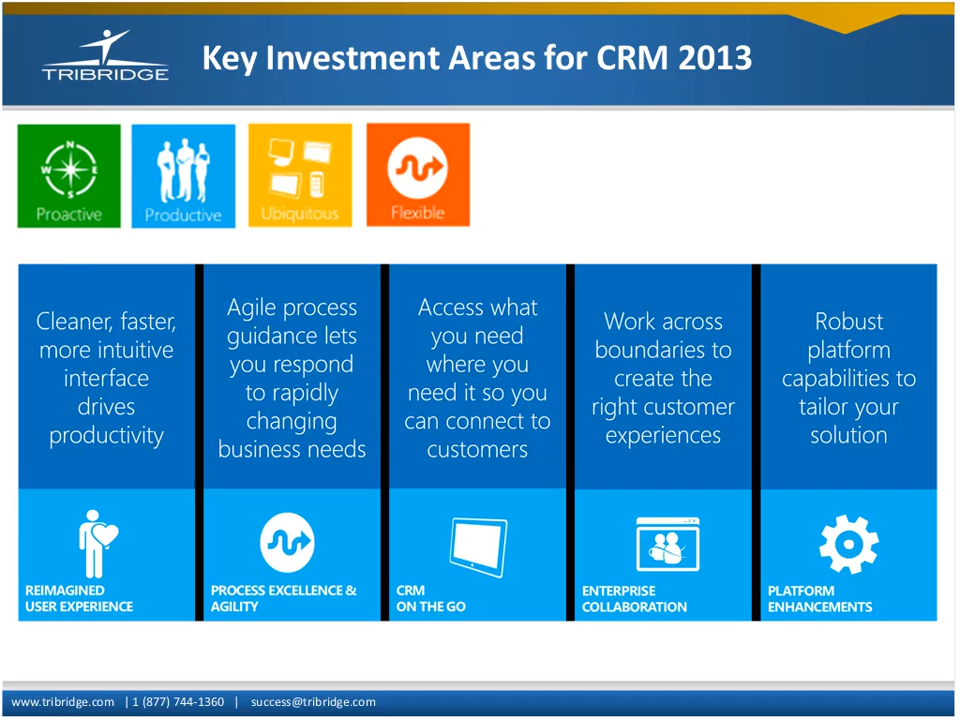 TRIBRIDGE
Key Investment Areas for CRM 2013
N
W E
S
Proactive
Productive
Ubiquitous
Flexible
Cleaner, faster,
more intuitive
interface
drives
productivity
Agile process
guidance lets
you respond
to rapidly
changing
business needs
Access what
you need
where you
need it so you
can connect to
customers
Work across
boundaries to
create the
right customer
experiences
Robust
platform
capabilities to
tailor your
solution
REIMAGINED
USER EXPERIENCE
PROCESS EXCELLENCE &
AGILITY
CRM
ON THE GO
ENTERPRISE
COLLABORATION
PLATFORM
ENHANCEMENTS
www.tribridge.com | 1 (877) 744-1360 | success@tribridge.com